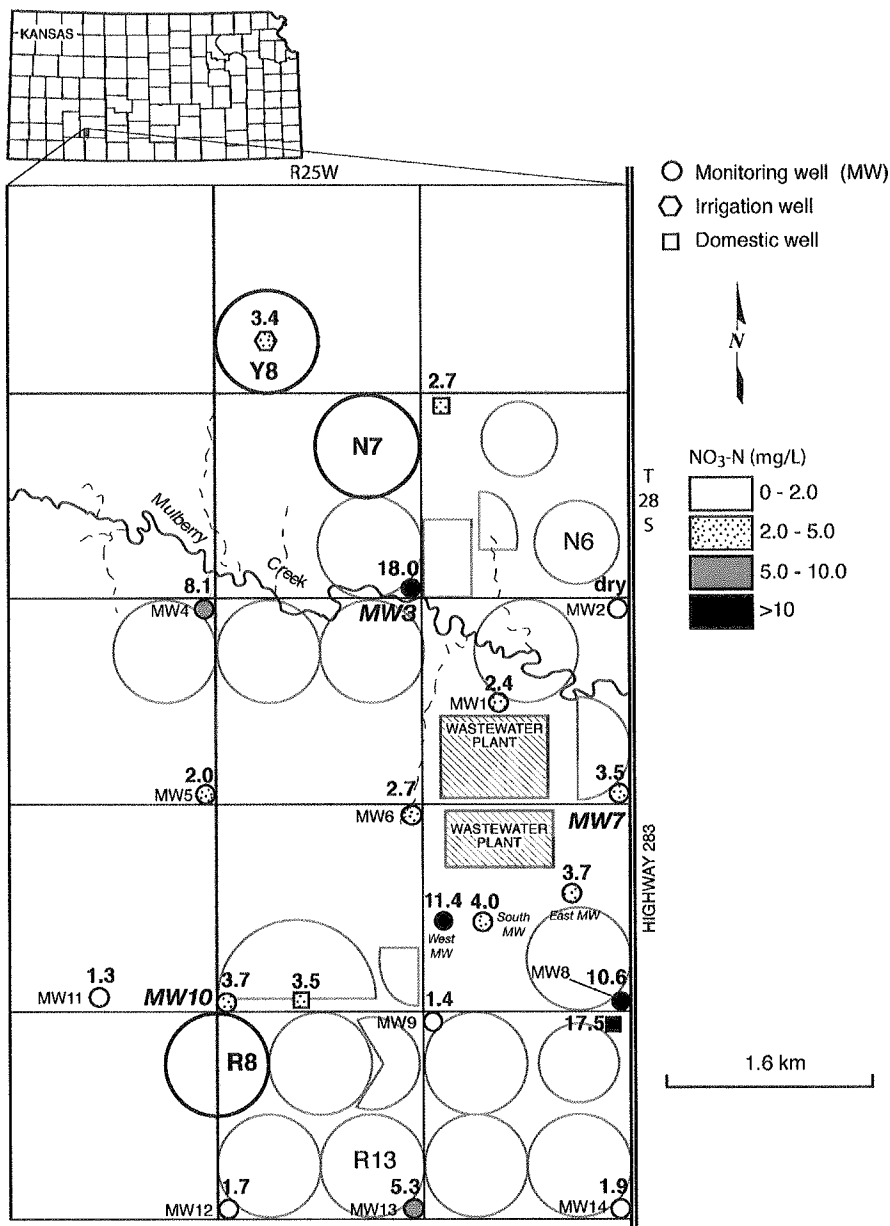 KANSAS
R25W
Monitoring well (MW)
Irrigation well
Domestic well
N
NO3-N (mg/L)
0 - 2.0
2.0 - 5.0
5.0 - 10.0
>10
T
28
S
3.4
Y8
2.7
N7
Mulberry
Creek
N6
8.1
18.0
dry
MW4
MW3
MW2
2.4
MW1
WASTEWATER
PLANT
2.0
2.7
3.5
MW5
MW6
MW7
WASTEWATER
PLANT
HIGHWAY 283
3.7
East MW
11.4
4.0
West
MW
South
MW
MW8
10.6
1.3
MW11
MW10
3.7
3.5
1.4
MW9
17.5
R8
1.6 km
R13
1.7
5.3
1.9
MW12
MW13
MW14